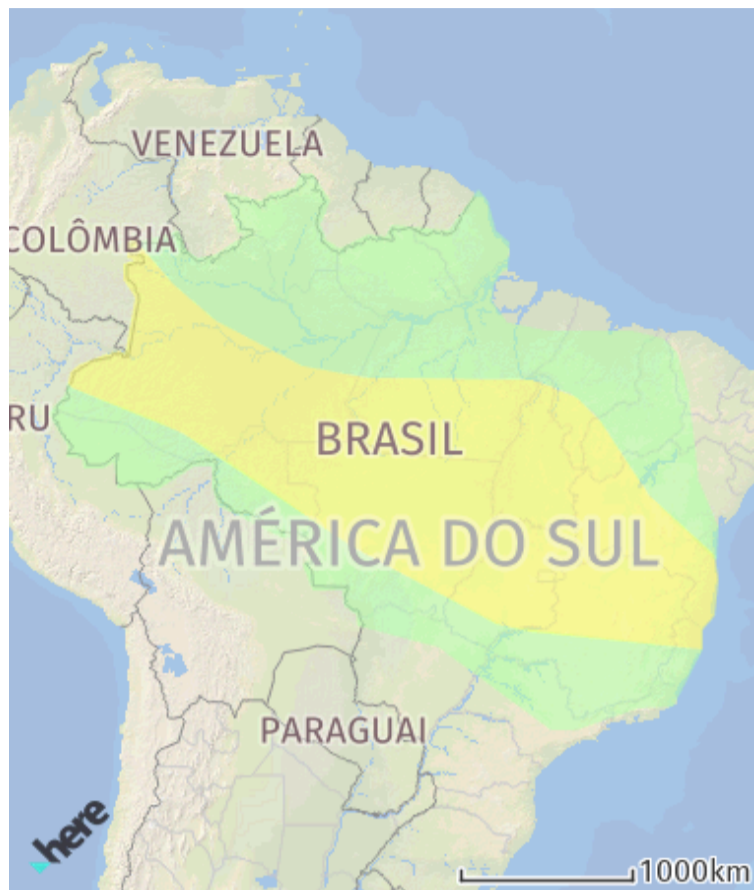 VENEZUELA
COLÔMBIA
RU
BRASIL
AMÉRICA DO SUL
PARAGUAI
here
1000km